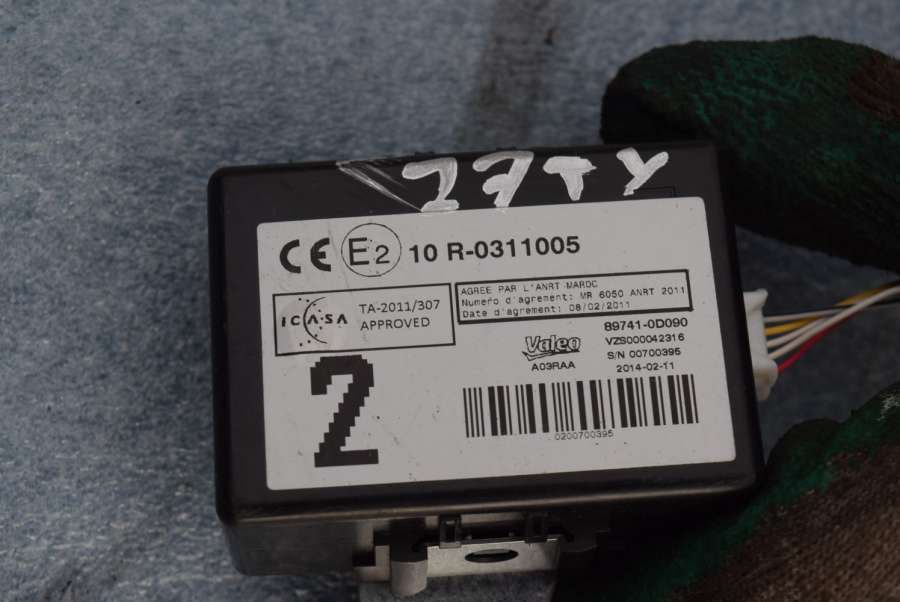 CE E2 10 R-0311005
ICASA
TA-2011/307
APPROVED
AGREE PAR L'ANRT MAROC
Numero d'agrement: MR 6050 ANRT 2011
Date d'agrement: 08/02/2011
89741-0D090
Valeo
VZS000042316
A03RAA
S/N 00700395
2014-02-11
2
0200700395